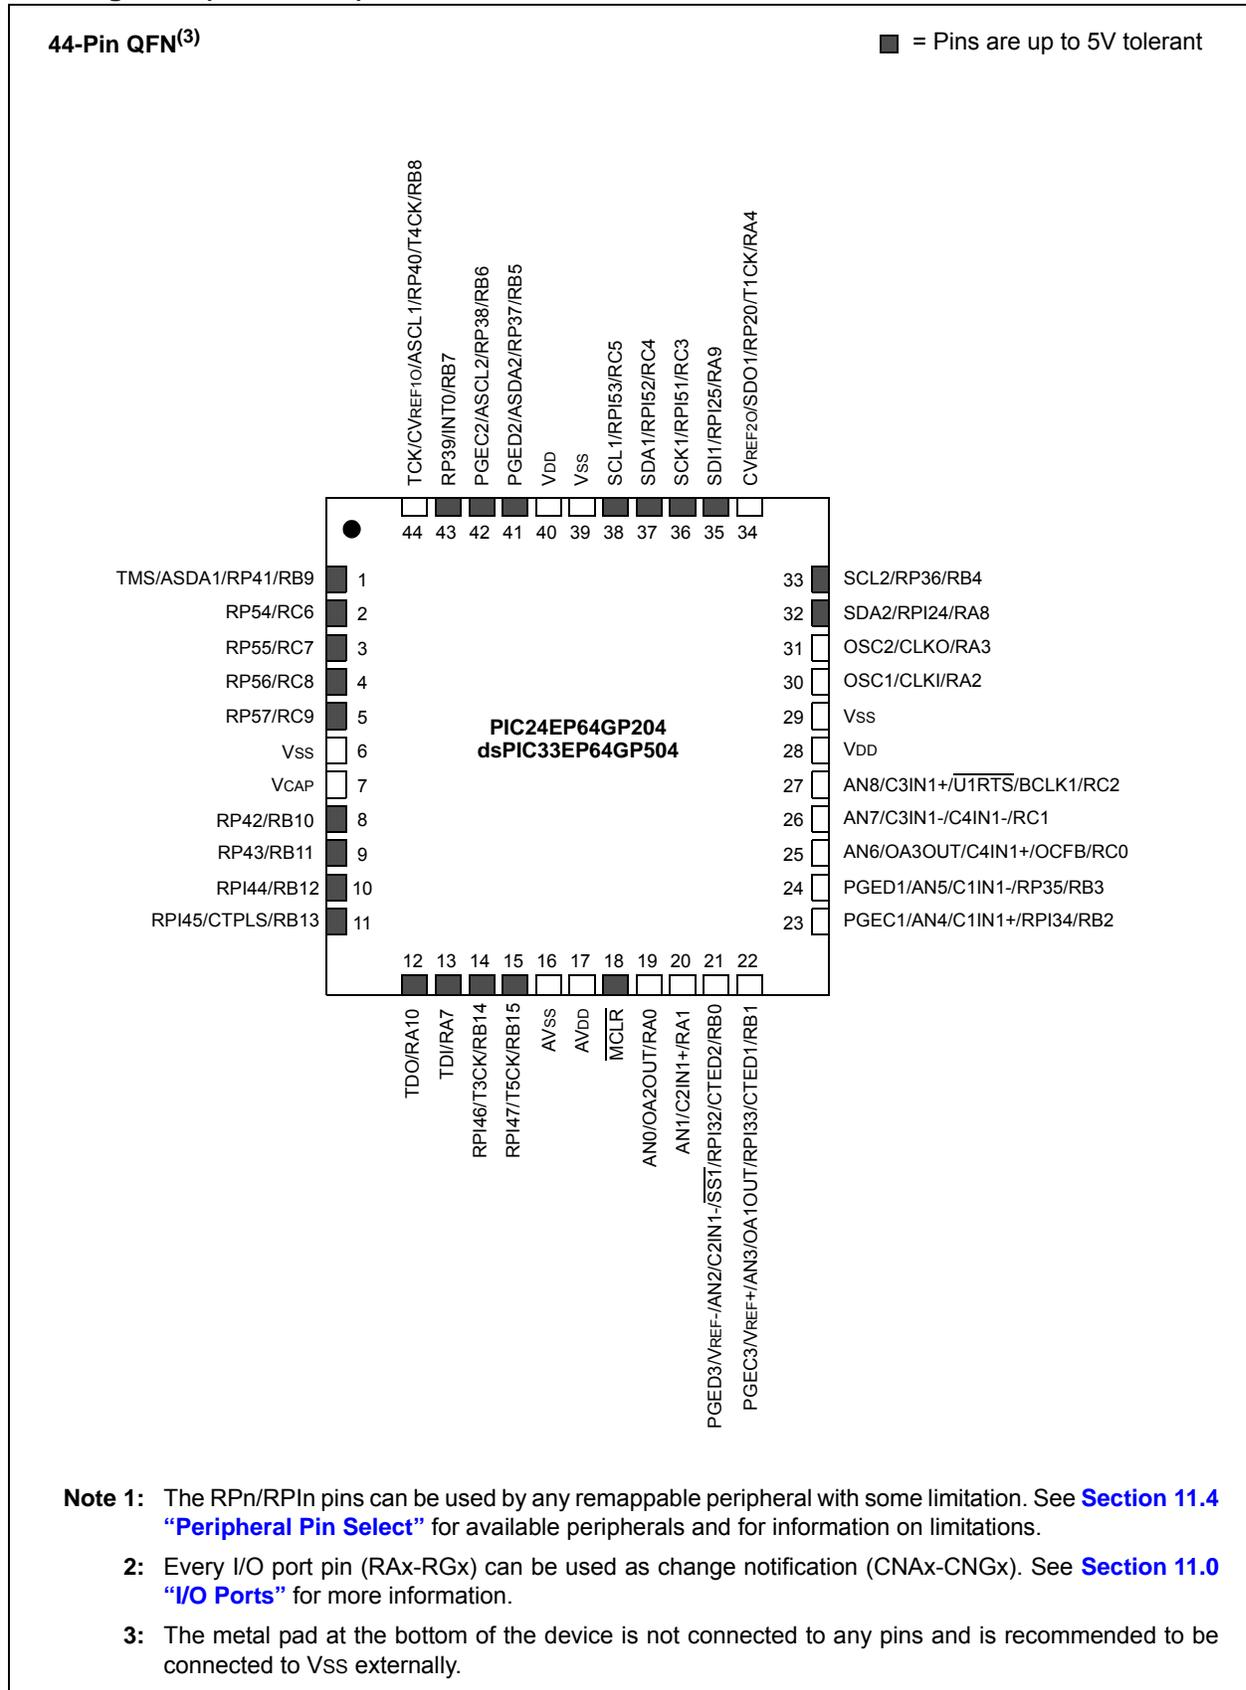 44-Pin QFN(3)
= Pins are up to 5V tolerant
TCK/CVREF1O/ASCL1/RP40/T4CK/RB8
RP39/INT0/RB7
PGEC2/ASCL2/RP38/RB6
PGED2/ASDA2/RP37/RB5
VDD
VSS
SCL1/RPI53/RC5
SDA1/RPI52/RC4
SCK1/RPI51/RC3
SDI1/RPI25/RA9
CVREF2O/SDO1/RP20/T1CK/RA4
44 43 42 41 40 39 38 37 36 35 34
TMS/ASDA1/RP41/RB9 1
RP54/RC6 2
RP55/RC7 3
RP56/RC8 4
RP57/RC9 5
VSS 6
VCAP 7
RP42/RB10 8
RP43/RB11 9
RPI44/RB12 10
RPI45/CTPLS/RB13 11
PIC24EP64GP204
dsPIC33EP64GP504
33 SCL2/RP36/RB4
32 SDA2/RPI24/RA8
31 OSC2/CLKO/RA3
30 OSC1/CLKI/RA2
29 VSS
28 VDD
27 AN8/C3IN1+/U1RTS/BCLK1/RC2
26 AN7/C3IN1-/C4IN1-/RC1
25 AN6/OA3OUT/C4IN1+/OCFB/RC0
24 PGED1/AN5/C1IN1-/RP35/RB3
23 PGEC1/AN4/C1IN1+/RPI34/RB2
12 13 14 15 16 17 18 19 20 21 22
TDO/RA10
TDI/RA7
RPI46/T3CK/RB14
RPI47/T5CK/RB15
AVSS
AVDD
MCLR
AN0/OA2OUT/RA0
AN1/C2IN1+/RA1
PGED3/VREF-/AN2/C2IN1-/SS1/RPI32/CTED2/RB0
PGEC3/VREF+/AN3/OA1OUT/RPI33/CTED1/RB1
Note 1: The RPn/RPIn pins can be used by any remappable peripheral with some limitation. See Section 11.4
“Peripheral Pin Select” for available peripherals and for information on limitations.
2: Every I/O port pin (RAx-RGx) can be used as change notification (CNAx-CNGx). See Section 11.0
“I/O Ports” for more information.
3: The metal pad at the bottom of the device is not connected to any pins and is recommended to be
connected to VSS externally.